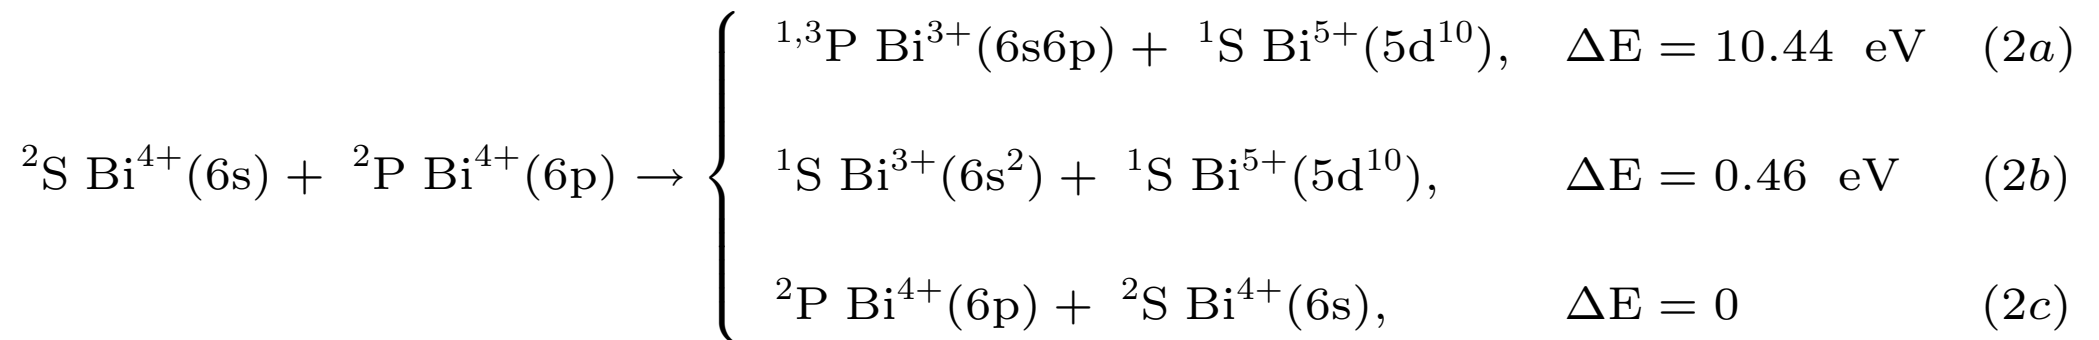 ¹,³P Bi³⁺(6s6p) + ¹S Bi⁵⁺(5d¹⁰), ΔE = 10.44 eV (2a)
²S Bi⁴⁺(6s) + ²P Bi⁴⁺(6p) → { ¹S Bi³⁺(6s²) + ¹S Bi⁵⁺(5d¹⁰), ΔE = 0.46 eV (2b)
²P Bi⁴⁺(6p) + ²S Bi⁴⁺(6s), ΔE = 0 (2c)